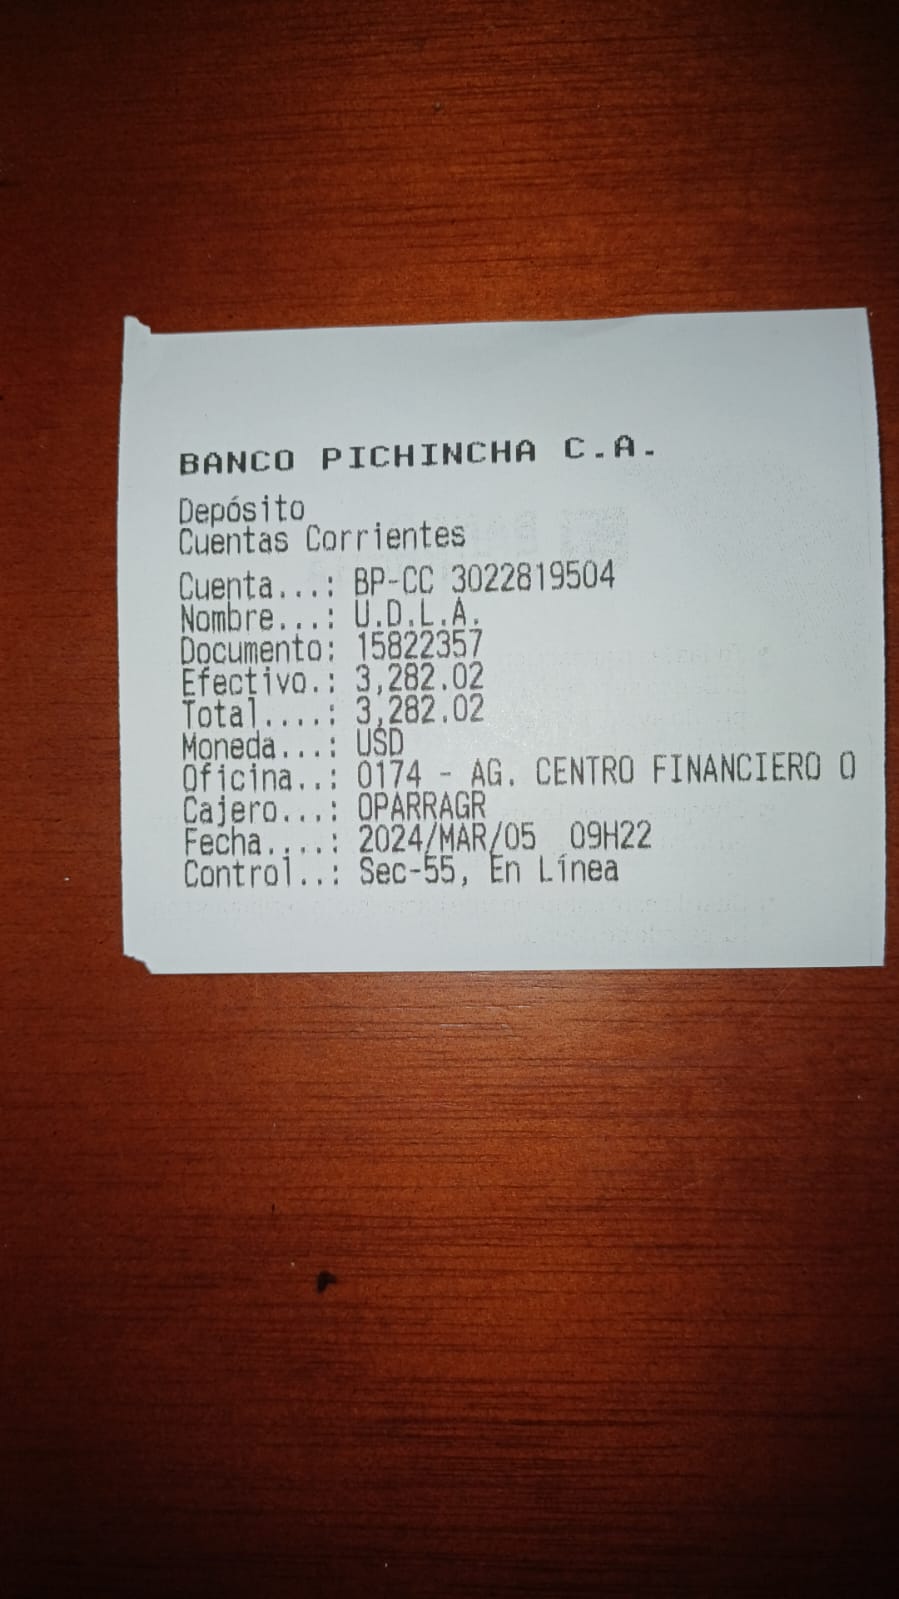 BANCO PICHINCHA C.A.
Depósito
Cuentas Corrientes
Cuenta...: BP-CC 3022819504
Nombre...: U.D.L.A.
Documento: 15822357
Efectivo.: 3,282.02
Total....: 3,282.02
Moneda...: USD
Oficina..: 0174 - AG. CENTRO FINANCIERO O
Cajero...: OPARRAGR
Fecha....: 2024/MAR/05  09H22
Control..: Sec-55, En Línea